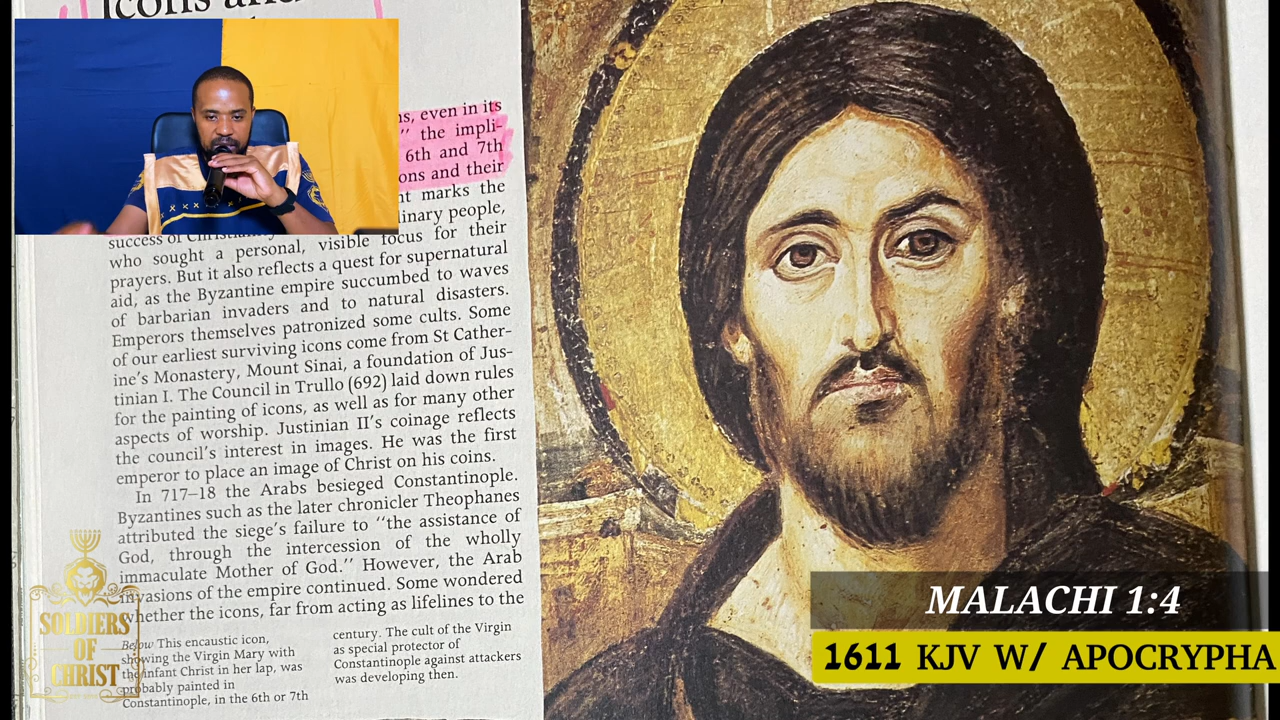 Icons and
ns, even in its
" the impli-
6th and 7th
ons and their
nt marks the
success of Christianity
linary people,
who sought a personal, visible focus for their
prayers. But it also reflects a quest for supernatural
aid, as the Byzantine empire succumbed to waves
of barbarian invaders and to natural disasters.
Emperors themselves patronized some cults. Some
of our earliest surviving icons come from St Cather-
ine's Monastery, Mount Sinai, a foundation of Jus-
tinian I. The Council in Trullo (692) laid down rules
for the painting of icons, as well as for many other
aspects of worship. Justinian II's coinage reflects
the council's interest in images. He was the first
emperor to place an image of Christ on his coins.
In 717–18 the Arabs besieged Constantinople.
Byzantines such as the later chronicler Theophanes
attributed the siege's failure to "the assistance of
God, through the intercession of the wholly
immaculate Mother of God." However, the Arab
invasions of the empire continued. Some wondered
whether the icons, far from acting as lifelines to the
Below This encaustic icon,
showing the Virgin Mary with
the infant Christ in her lap, was
probably painted in
Constantinople, in the 6th or 7th
century. The cult of the Virgin
as special protector of
Constantinople against attackers
was developing then.
SOLDIERS
OF
CHRIST
MALACHI 1:4
1611 KJV W/ APOCRYPHA